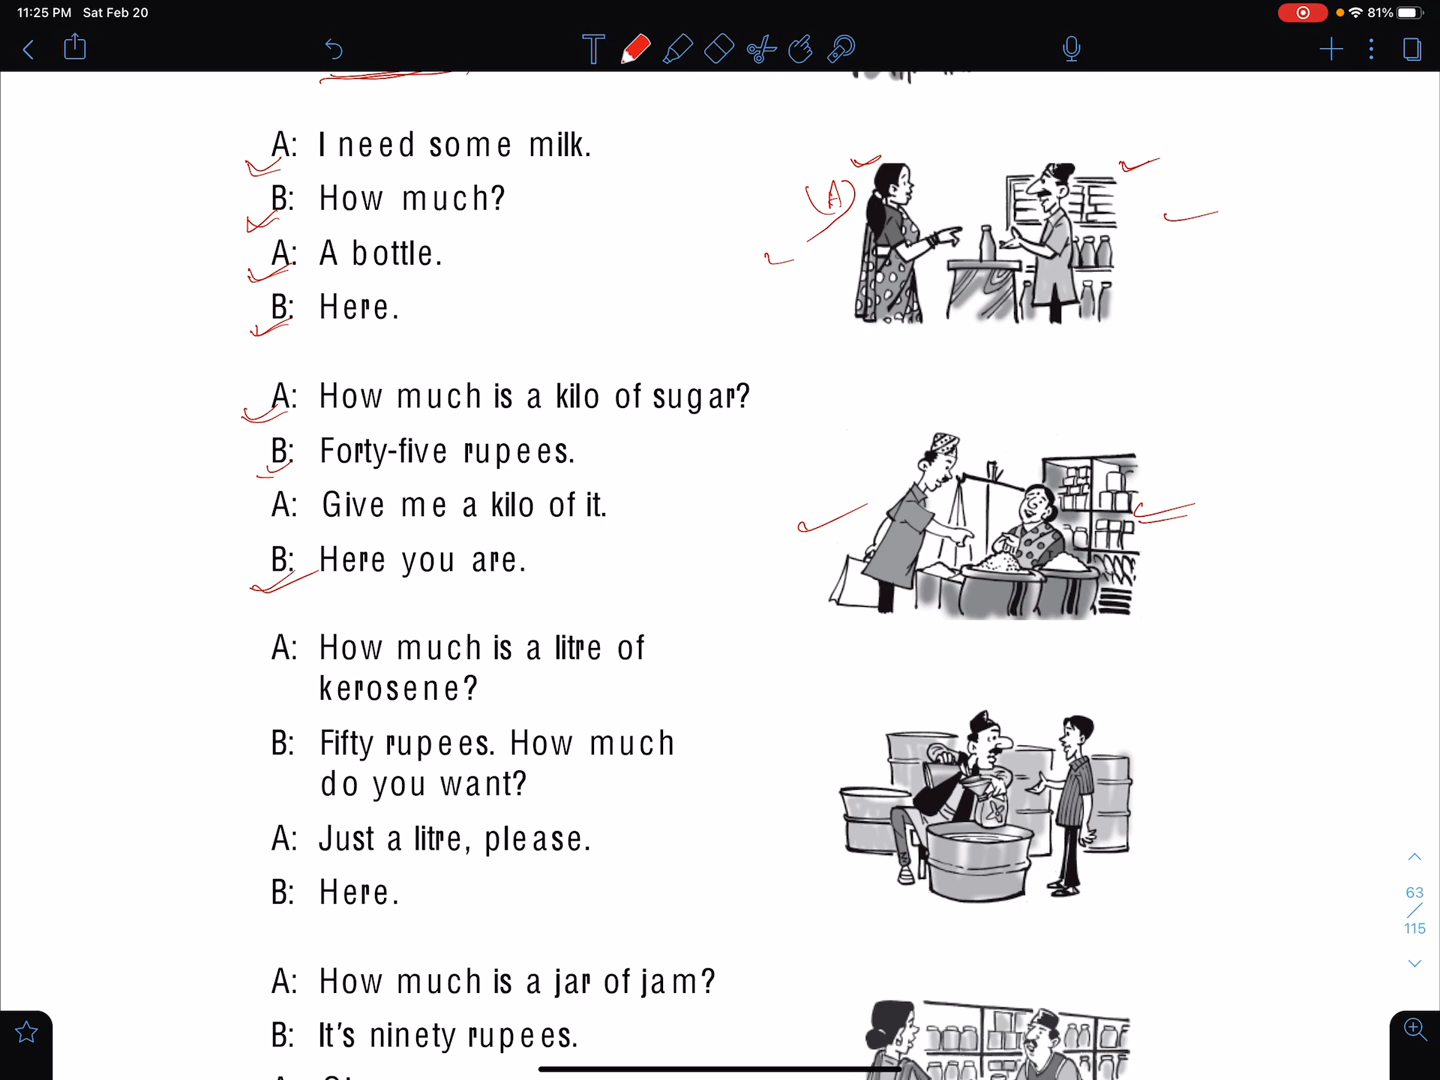 11:25 PM Sat Feb 20
81%
T
A: I need some milk.
B: How much?
A: A bottle.
B: Here.
(A)
A: How much is a kilo of sugar?
B: Forty-five rupees.
A: Give me a kilo of it.
B: Here you are.
A: How much is a litre of
kerosene?
B: Fifty rupees. How much
do you want?
A: Just a litre, please.
B: Here.
63
/
115
A: How much is a jar of jam?
B: It's ninety rupees.